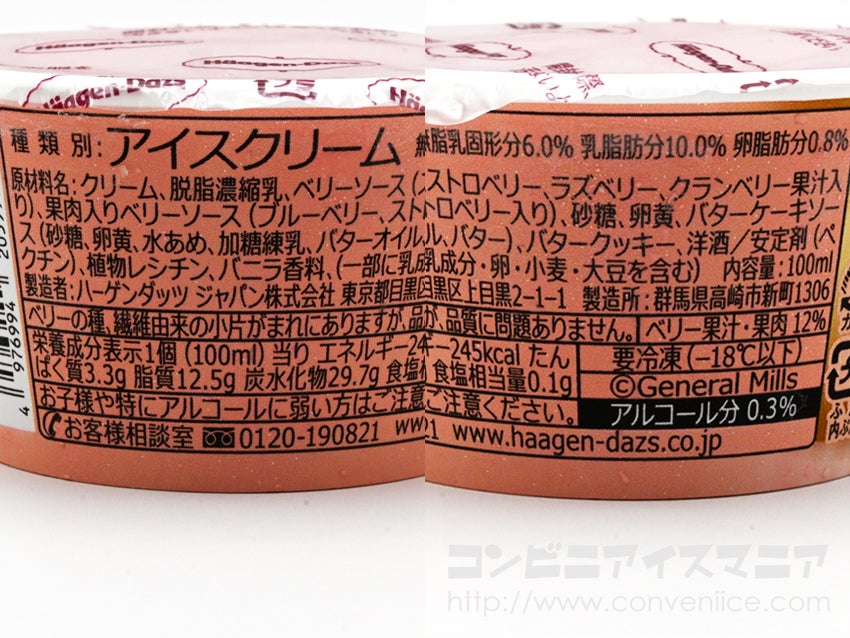 Häagen-Dazs
種類別:アイスクリーム 無脂乳固形分6.0% 乳脂肪分10.0% 卵脂肪分0.8%
原材料名:クリーム、脱脂濃縮乳、ベリーソース(ストロベリー、ラズベリー、クランベリー果汁入
り)、果肉入りベリーソース(ブルーベリー、ストロベリー入り)、砂糖、卵黄、バターケーキソー
ス(砂糖、卵黄、水あめ、加糖練乳、バターオイル、バター)、バタークッキー、洋酒/安定剤(ペ
クチン)、植物レシチン、バニラ香料、(一部に乳成分・卵・小麦・大豆を含む) 内容量:100ml
製造者:ハーゲンダッツ ジャパン株式会社 東京都目黒区上目黒2-1-1 製造所:群馬県高崎市新町1306
ベリーの種、繊維由来の小片がまれにありますが、品質に問題ありません。 ベリー果汁・果肉 12%
栄養成分表示1個(100ml)当り エネルギー245kcal たん
ぱく質3.3g 脂質12.5g 炭水化物29.7g 食塩相当量0.1g
要冷凍(−18℃以下)
©General Mills
お子様や特にアルコールに弱い方はご注意ください。
アルコール分 0.3%
お客様相談室 0120-190821 www.haagen-dazs.co.jp
4 976994
コンビニアイスマニア
http://www.conveniice.com/